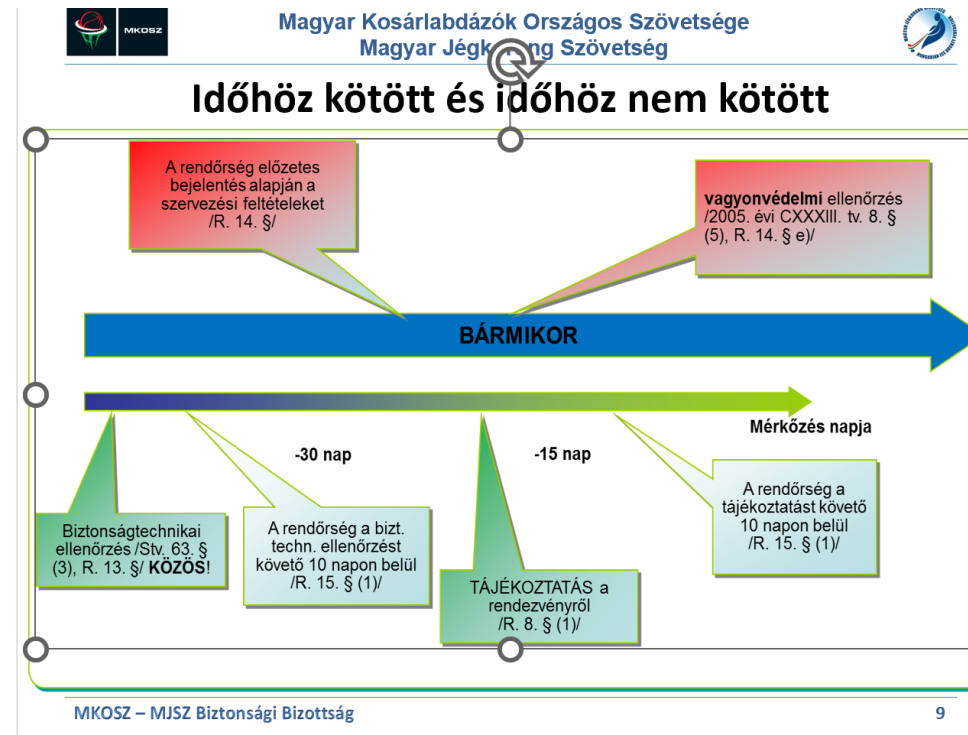 MKOSZ
Magyar Kosárlabdázók Országos Szövetsége
Magyar Szövetség
Időhöz kötött és időhöz nem kötött
A rendőrség előzetes
bejelentés alapján a
szervezési feltételeket
/R. 14. §/
vagyonvédelmi ellenőrzés
/2005. évi CXXXIII. tv. 8. §
(5), R. 14. § e)/
BÁRMIKOR
Mérkőzés napja
-30 nap
-15 nap
Biztonságtechnikai
ellenőrzés /Stv. 63. §
(3), R. 13. §/ KÖZÖS!
A rendőrség a bizt.
techn. ellenőrzést
követő 10 napon belül
/R. 15. § (1)/
TÁJÉKOZTATÁS a
rendezvényről
/R. 8. § (1)/
A rendőrség a
tájékoztatást követő
10 napon belül
/R. 15. § (1)/
MKOSZ – MJSZ Biztonsági Bizottság
9